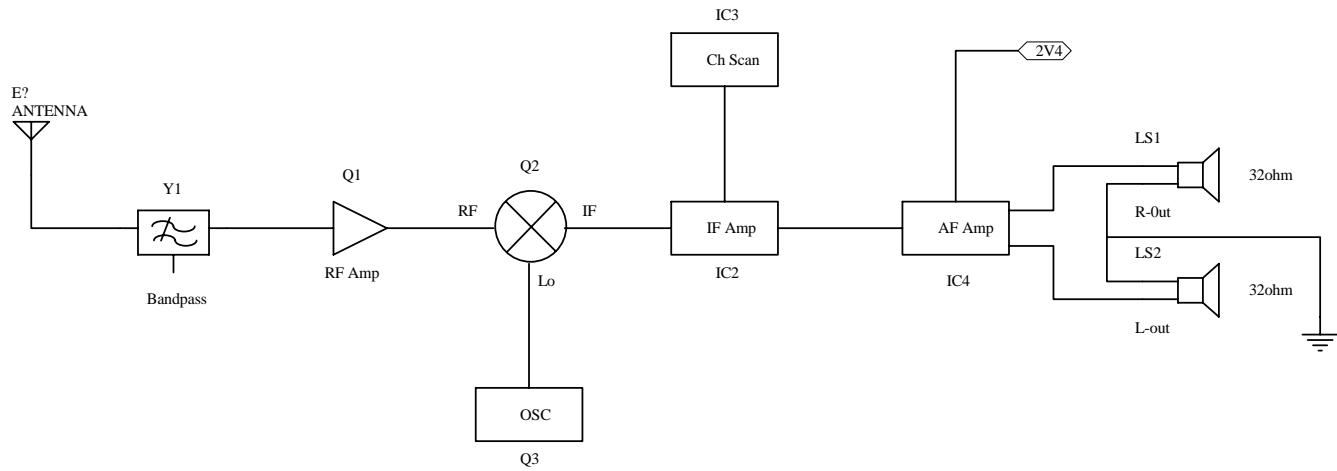 IC3
Ch Scan
2V4
E?
ANTENNA
LS1
Y1
Q1
Q2
32ohm
RF
IF
R-0ut
IF Amp
AF Amp
LS2
RF Amp
Lo
IC2
IC4
32ohm
Bandpass
L-out
OSC
Q3